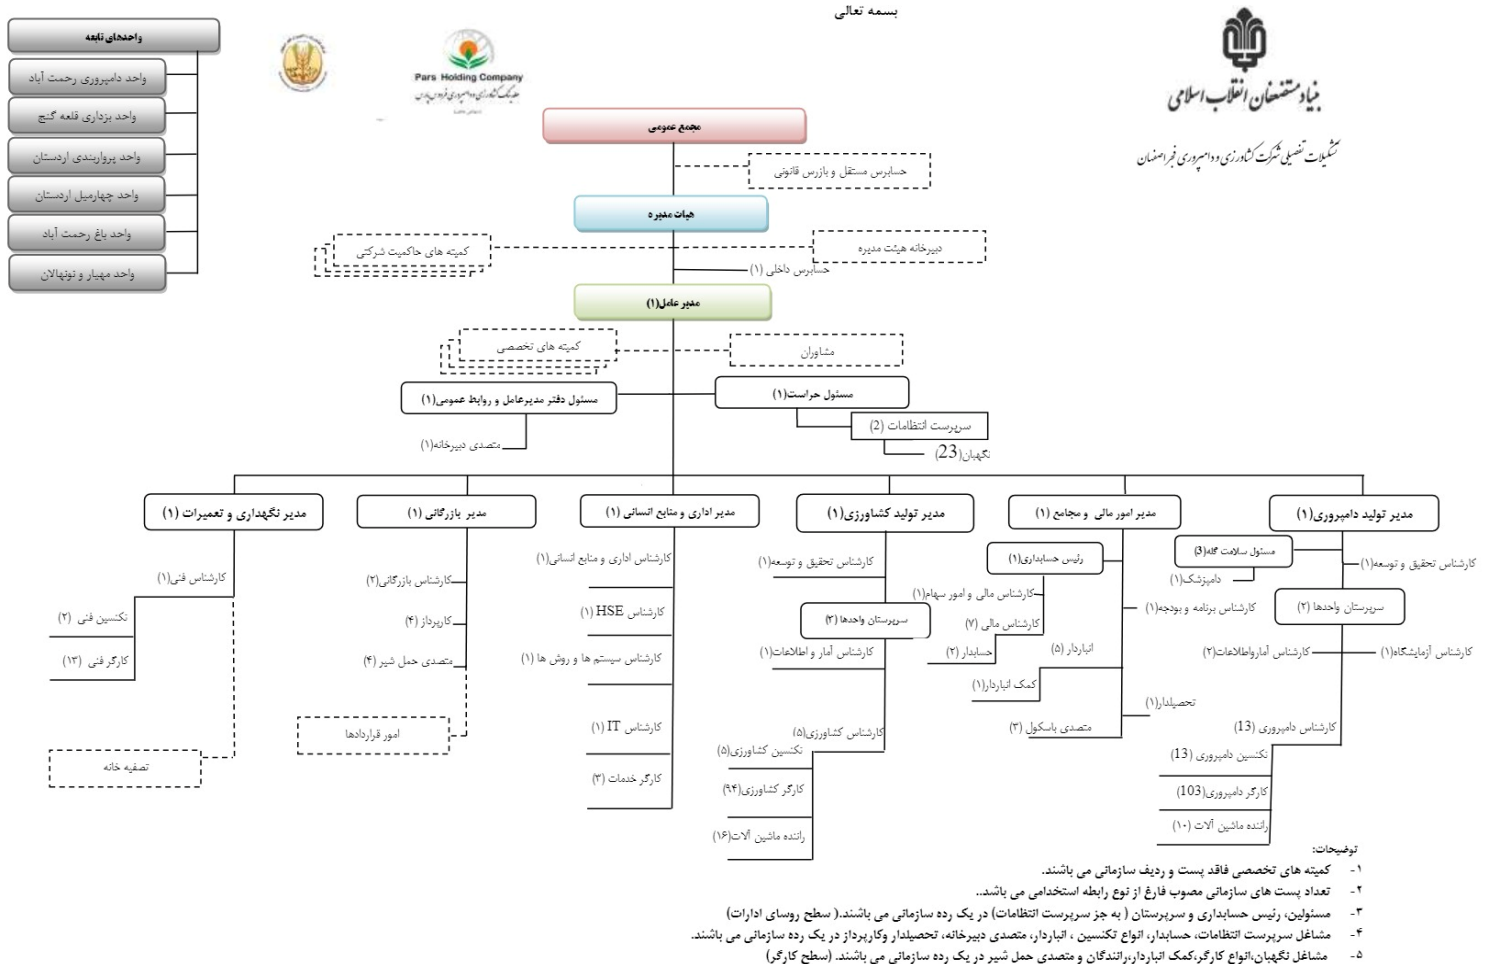 بسمه تعالی
بنیاد مستضعفان انقلاب اسلامی
تشکیلات تفصیلی شرکت کشاورزی و دامپروری فجر اصفهان
Pars Holding Company
هلدینگ کشاورزی و دامپروری فردوس پارس
واحدهای تابعه
واحد دامپروری رحمت آباد
واحد بزداری قلعه گنج
واحد پرواربندی اردستان
واحد چهارمیل اردستان
واحد باغ رحمت آباد
واحد مهیار و نونهالان
مجمع عمومی
حسابرس مستقل و بازرس قانونی
هیات مدیره
دبیرخانه هیئت مدیره
کمیته های حاکمیت شرکتی
حسابرس داخلی (۱)
مدیر عامل(۱)
مشاوران
کمیته های تخصصی
مسئول حراست(۱)
مسئول دفتر مدیرعامل و روابط عمومی(۱)
سرپرست انتظامات (2)
نگهبان(23)
متصدی دبیرخانه(۱)
مدیر تولید دامپروری(۱)
مسئول سلامت گله(3)
دامپزشک(۱)
کارشناس تحقیق و توسعه(۱)
سرپرستان واحدها (۲)
کارشناس آزمایشگاه(۱)
کارشناس آمارواطلاعات(۲)
کارشناس دامپروری (13)
تکنسین دامپروری (13)
کارگر دامپروری(103)
راننده ماشین آلات (۱۰)
مدیر امور مالی و مجامع (۱)
رئیس حسابداری(۱)
کارشناس مالی و امور سهام(۱)
کارشناس مالی (۷)
حسابدار (۲)
کارشناس برنامه و بودجه(۱)
انباردار (۵)
کمک انباردار(۱)
تحصیلدار(۱)
متصدی باسکول (۳)
مدیر تولید کشاورزی(۱)
کارشناس تحقیق و توسعه(۱)
سرپرستان واحدها (۳)
کارشناس آمار و اطلاعات(۱)
کارشناس کشاورزی(۵)
تکنسین کشاورزی(۵)
کارگر کشاورزی(۹۴)
راننده ماشین آلات(۱۶)
مدیر اداری و منابع انسانی (۱)
کارشناس اداری و منابع انسانی(۱)
کارشناس HSE (۱)
کارشناس سیستم ها و روش ها (۱)
کارشناس IT (۱)
کارگر خدمات (۳)
مدیر بازرگانی (۱)
کارشناس بازرگانی(۲)
کارپرداز (۴)
متصدی حمل شیر (۴)
امور قراردادها
مدیر نگهداری و تعمیرات (۱)
کارشناس فنی(۱)
تکنسین فنی (۲)
کارگر فنی (۱۳)
تصفیه خانه
توضیحات:
۱- کمیته های تخصصی فاقد پست و ردیف سازمانی می باشند.
۲- تعداد پست های سازمانی مصوب فارغ از نوع رابطه استخدامی می باشد..
۳- مسئولین، رئیس حسابداری و سرپرستان ( به جز سرپرست انتظامات) در یک رده سازمانی می باشند.( سطح روسای ادارات)
۴- مشاغل سرپرست انتظامات، حسابدار، انواع تکنسین ، انباردار، متصدی دبیرخانه، تحصیلدار وکارپرداز در یک رده سازمانی می باشند.
۵- مشاغل نگهبان،انواع کارگر،کمک انباردار،رانندگان و متصدی حمل شیر در یک رده سازمانی می باشند. (سطح کارگر)